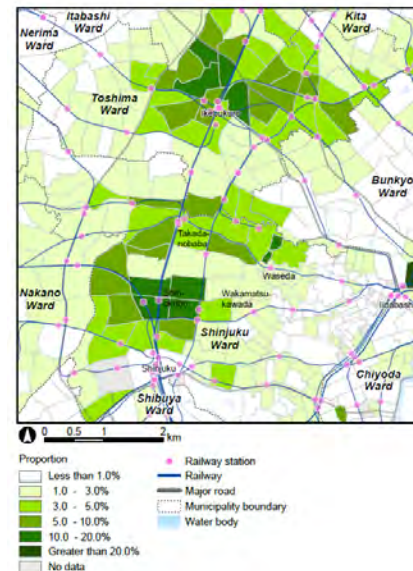 Itabashi
Ward
Kita
Ward
Nerima
Ward
Toshima
Ward
Ikebukuro
Bunkyo
Ward
Takada-
nobaba
Waseda
Nakano
Ward
Wakamatsu-
kawada
Iidabashi
Shinjuku
Ward
Shinjuku
Chiyoda
Ward
Shibuya
Ward
0 0.5 1 2
km
Proportion
Less than 1.0%
1.0 - 3.0%
3.0 - 5.0%
5.0 - 10.0%
10.0 - 20.0%
Greater than 20.0%
No data
Railway station
Railway
Major road
Municipality boundary
Water body